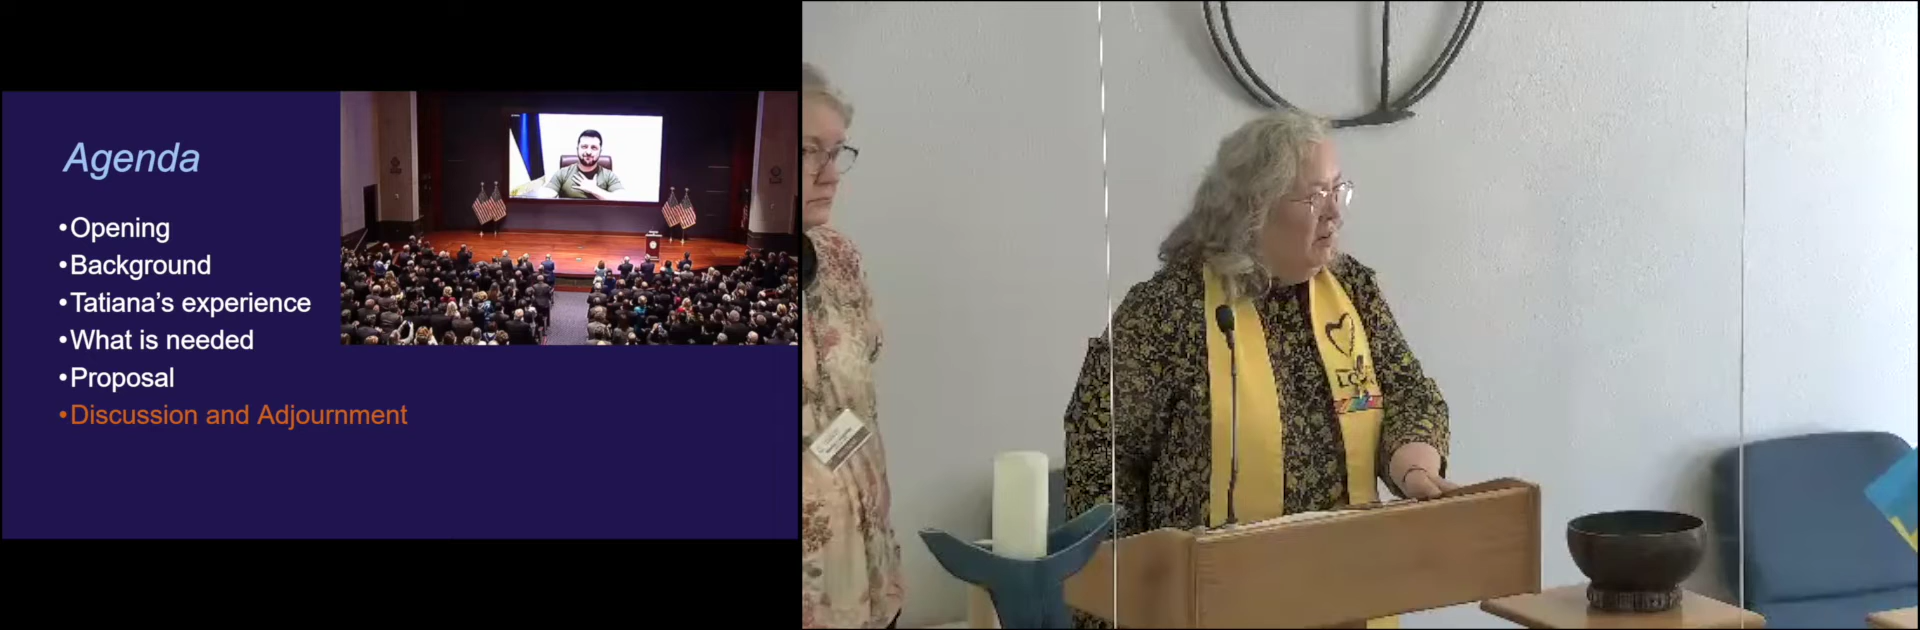 Agenda
•Opening
•Background
•Tatiana's experience
•What is needed
•Proposal
•Discussion and Adjournment